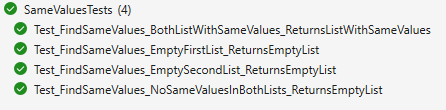 SameValuesTests (4)
Test_FindSameValues_BothListWithSameValues_ReturnsListWithSameValues
Test_FindSameValues_EmptyFirstList_ReturnsEmptyList
Test_FindSameValues_EmptySecondList_ReturnsEmptyList
Test_FindSameValues_NoSameValuesInBothLists_ReturnsEmptyList